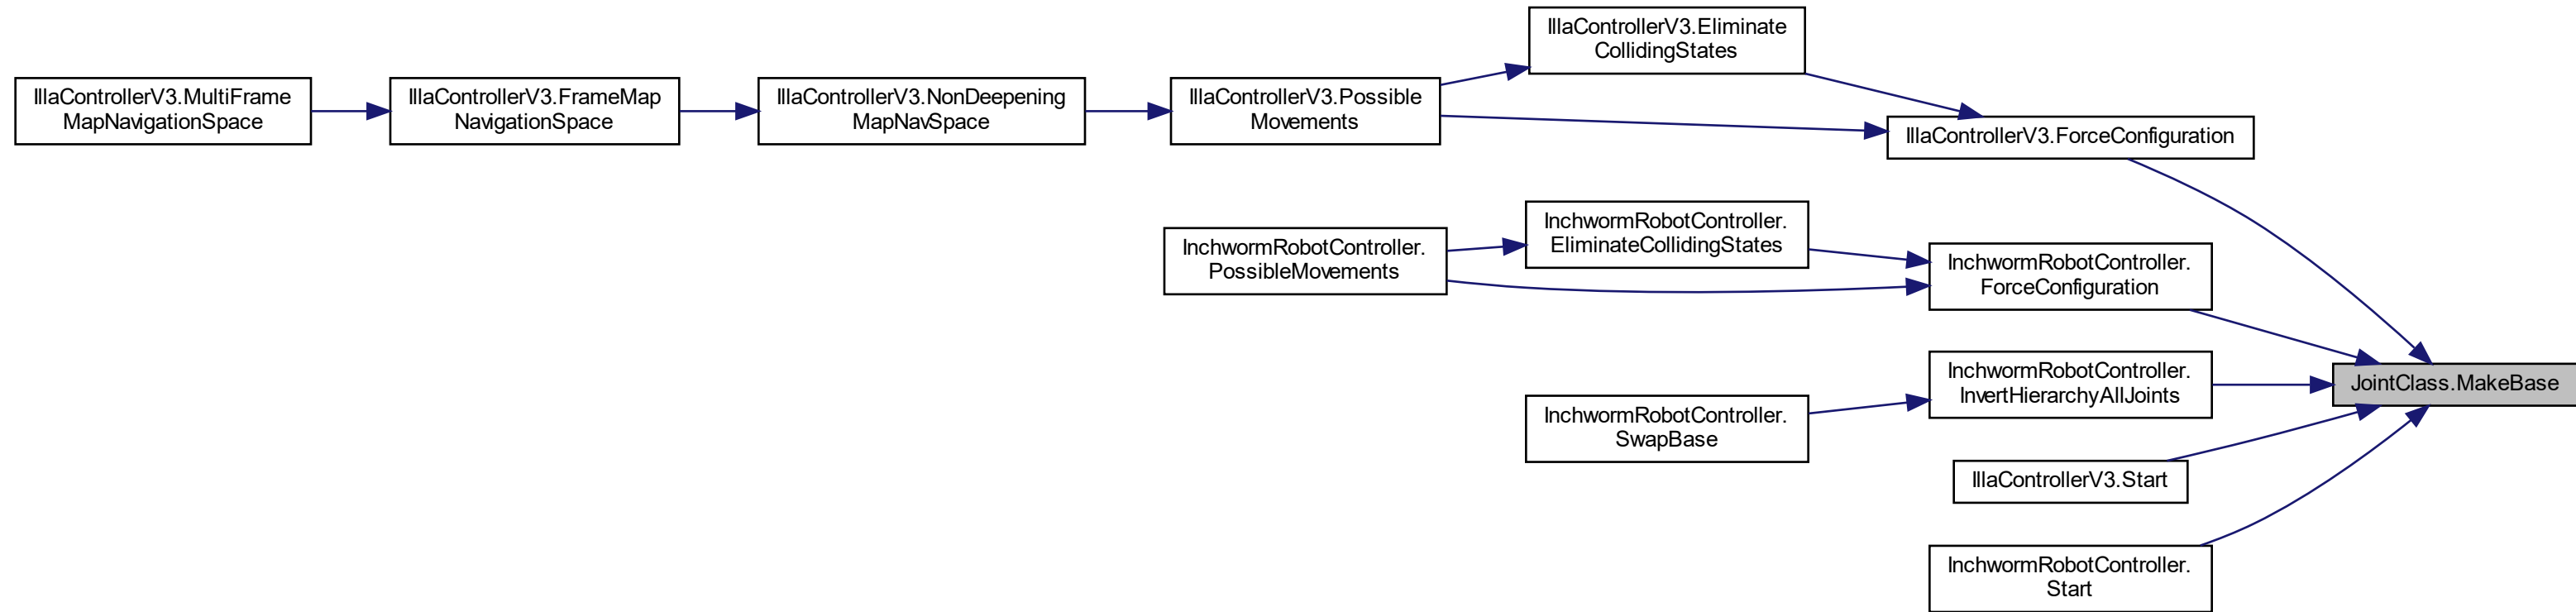 IllaControllerV3.MultiFrame
MapNavigationSpace
IllaControllerV3.FrameMap
NavigationSpace
IllaControllerV3.NonDeepening
MapNavSpace
IllaControllerV3.Possible
Movements
IllaControllerV3.Eliminate
CollidingStates
IllaControllerV3.ForceConfiguration
InchwormRobotController.
PossibleMovements
InchwormRobotController.
EliminateCollidingStates
InchwormRobotController.
ForceConfiguration
InchwormRobotController.
SwapBase
InchwormRobotController.
InvertHierarchyAllJoints
JointClass.MakeBase
IllaControllerV3.Start
InchwormRobotController.
Start